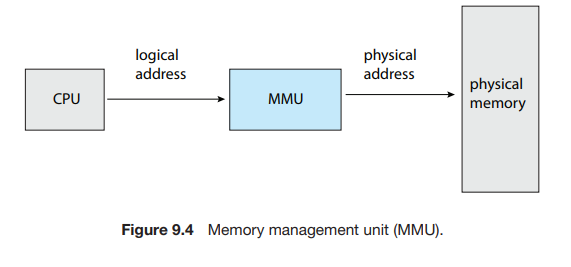 logical
address
physical
address
CPU
MMU
physical
memory
Figure 9.4 Memory management unit (MMU).